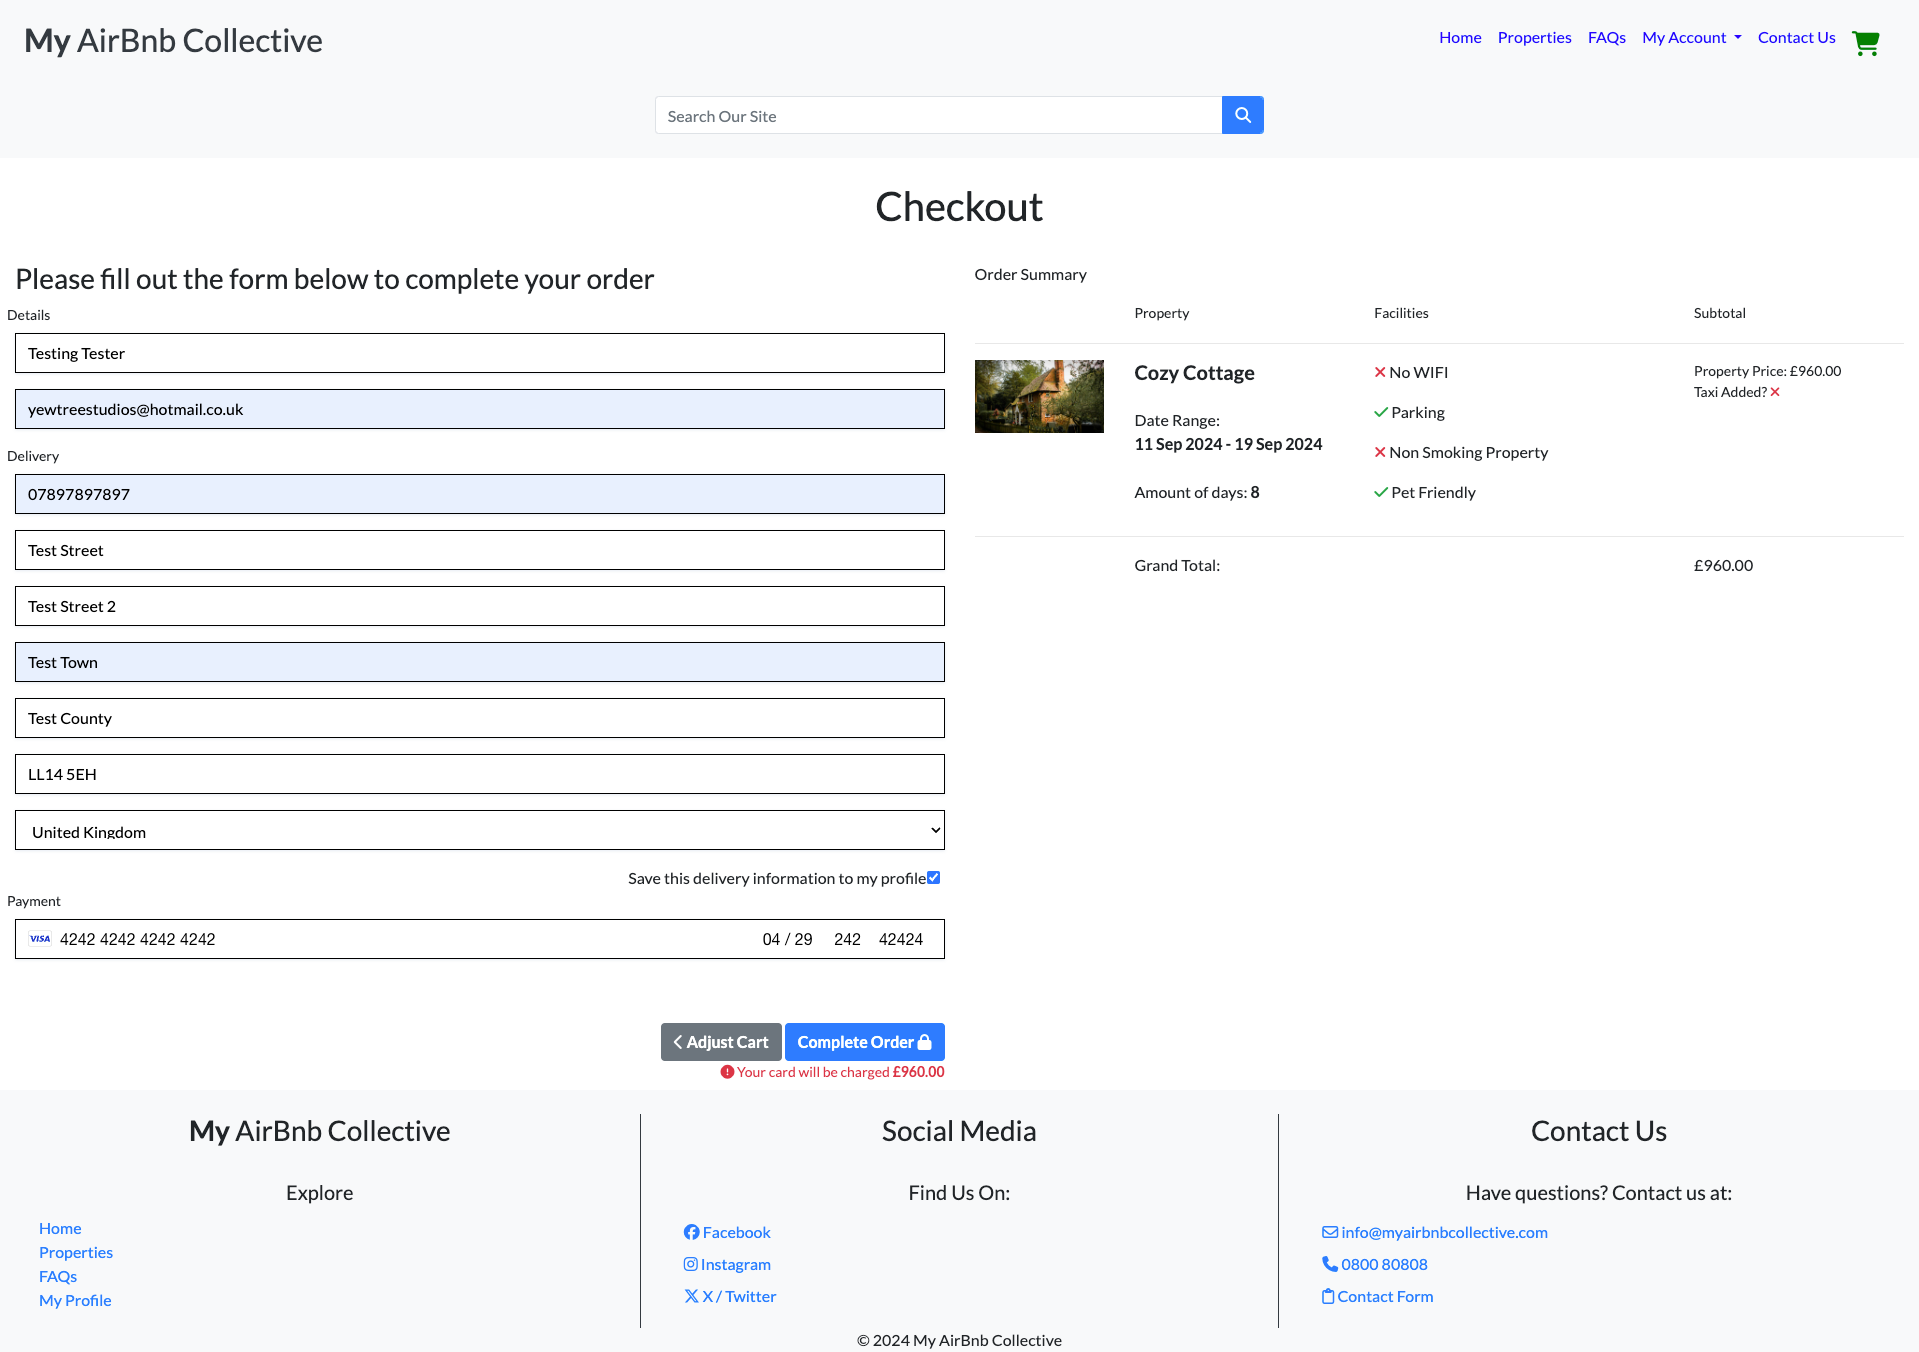 My AirBnb Collective
Home Properties FAQs My Account Contact Us
Search Our Site
Checkout
Please fill out the form below to complete your order
Details
Testing Tester
yewtreestudios@hotmail.co.uk
Delivery
07897897897
Test Street
Test Street 2
Test Town
Test County
LL14 5EH
United Kingdom
Save this delivery information to my profile
Payment
VISA 4242 4242 4242 4242 04 / 29 242 42424
Adjust Cart Complete Order
Your card will be charged £960.00
Order Summary
Property Facilities Subtotal
Cozy Cottage
Date Range:
11 Sep 2024 - 19 Sep 2024
Amount of days: 8
No WIFI
Parking
Non Smoking Property
Pet Friendly
Property Price: £960.00
Taxi Added?
Grand Total: £960.00
My AirBnb Collective
Explore
Home
Properties
FAQs
My Profile
Social Media
Find Us On:
Facebook
Instagram
X / Twitter
Contact Us
Have questions? Contact us at:
info@myairbnbcollective.com
0800 80808
Contact Form
© 2024 My AirBnb Collective